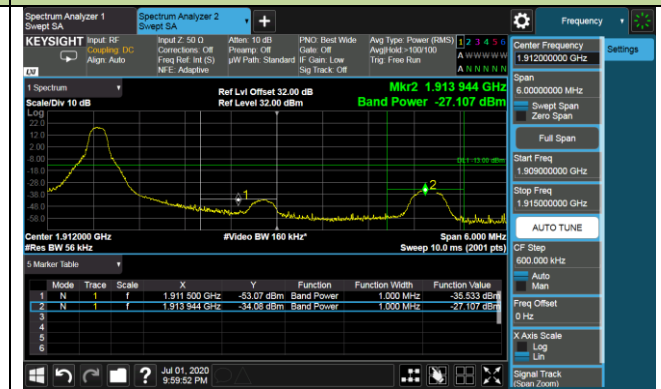 Spectrum Analyzer 1
Swept SA
Spectrum Analyzer 2
Swept SA
Frequency
KEYSIGHT
Input: RF
Coupling: DC
Align: Auto
Input Z: 50 Ω
Corrections: Off
Freq Ref: Int (S)
NFE: Adaptive
Atten: 10 dB
Preamp: Off
µW Path: Standard
PNO: Best Wide
Gate: Off
IF Gain: Low
Sig Track: Off
Avg Type: Power (RMS)
Avg|Hold:>100/100
Trig: Free Run
1 2 3 4 5 6
A W W W W W
A N N N N N
LXI
1 Spectrum
Scale/Div 10 dB
Ref Lvl Offset 32.00 dB
Ref Level 32.00 dBm
Mkr2 1.913 944 GHz
Band Power -27.107 dBm
Log
22.0
12.0
2.00
-8.00
-18.0
-28.0
-38.0
-48.0
-58.0
DL1 -13.00 dBm
1
2
Center 1.912000 GHz
#Res BW 56 kHz
#Video BW 160 kHz*
Span 6.000 MHz
Sweep 10.0 ms (2001 pts)
5 Marker Table
Mode Trace Scale X Y Function Function Width Function Value
1 N 1 f 1.911 500 GHz -53.07 dBm Band Power 1.000 MHz -35.533 dBm
2 N 1 f 1.913 944 GHz -34.08 dBm Band Power 1.000 MHz -27.107 dBm
3
4
5
6
Jul 01, 2020
9:59:52 PM
Center Frequency
1.912000000 GHz
Settings
Span
6.00000000 MHz
Swept Span
Zero Span
Full Span
Start Freq
1.909000000 GHz
Stop Freq
1.915000000 GHz
AUTO TUNE
CF Step
600.000 kHz
Auto
Man
Freq Offset
0 Hz
X Axis Scale
Log
Lin
Signal Track
(Span Zoom)